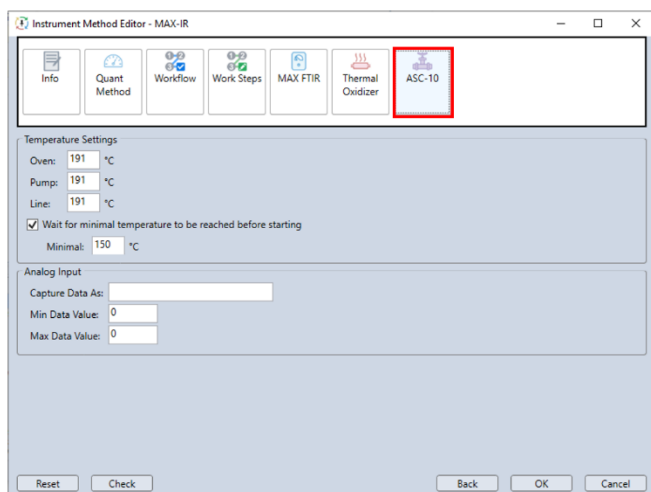 Instrument Method Editor - MAX-IR
Info
Quant Method
Workflow
Work Steps
MAX FTIR
Thermal Oxidizer
ASC-10
Temperature Settings
Oven: 191 °C
Pump: 191 °C
Line: 191 °C
Wait for minimal temperature to be reached before starting
Minimal: 150 °C
Analog Input
Capture Data As:
Min Data Value: 0
Max Data Value: 0
Reset Check Back OK Cancel